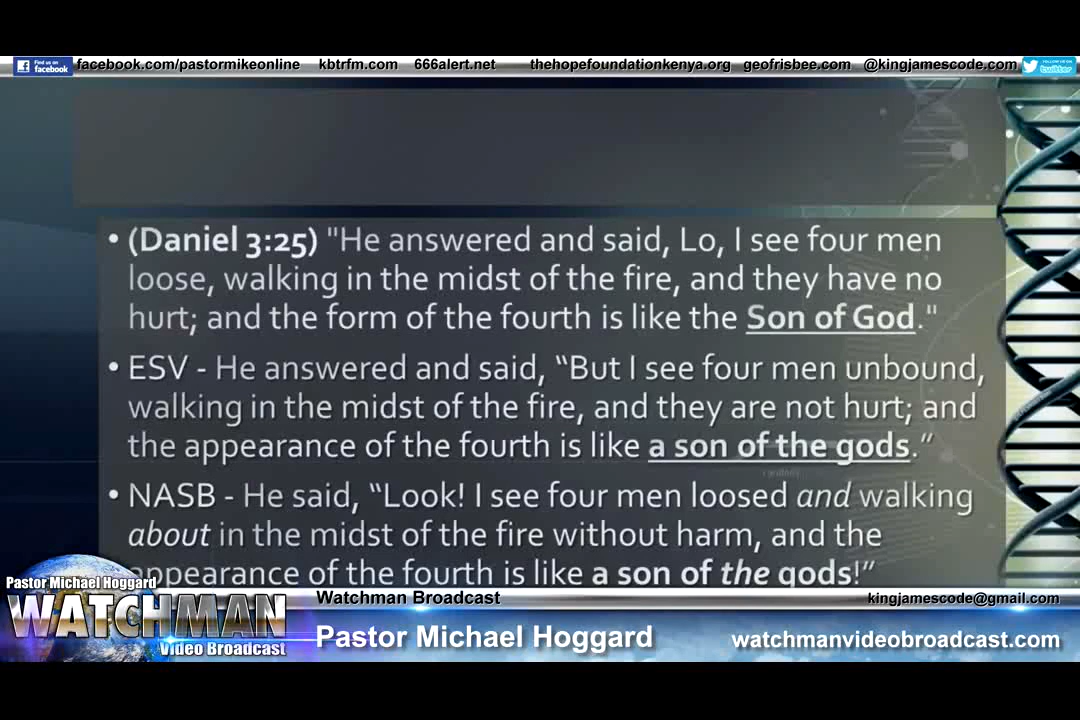 Find us on facebook facebook.com/pastormikeonline kbtrfm.com 666alert.net thehopefoundationkenya.org geofrisbee.com @kingjamescode.com FOLLOW US ON twitter
• (Daniel 3:25) "He answered and said, Lo, I see four men
loose, walking in the midst of the fire, and they have no
hurt; and the form of the fourth is like the Son of God."
• ESV - He answered and said, “But I see four men unbound,
walking in the midst of the fire, and they are not hurt; and
the appearance of the fourth is like a son of the gods.”
• NASB - He said, “Look! I see four men loosed and walking
about in the midst of the fire without harm, and the
appearance of the fourth is like a son of the gods!”
Pastor Michael Hoggard
WATCHMAN
Video Broadcast
Watchman Broadcast kingjamescode@gmail.com
Pastor Michael Hoggard watchmanvideobroadcast.com